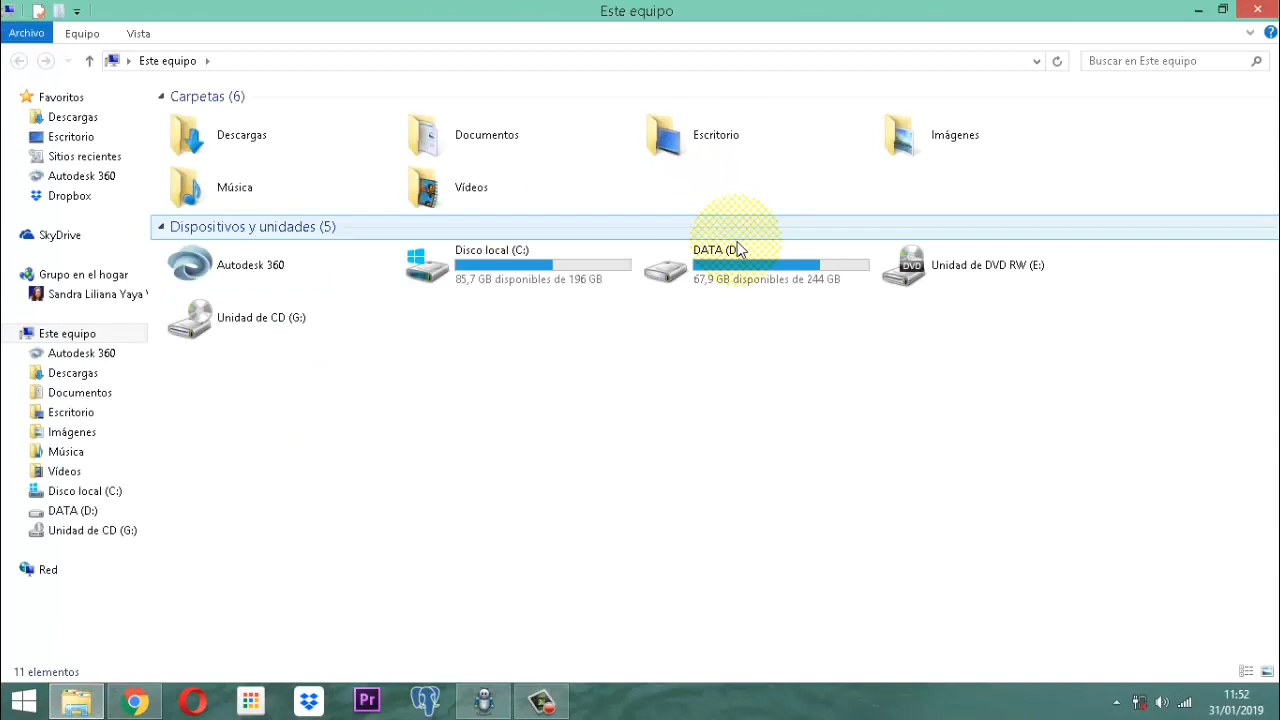 Este equipo
Archivo
Equipo
Vista
Este equipo
Buscar en Este equipo
Favoritos
Descargas
Escritorio
Sitios recientes
Autodesk 360
Dropbox
SkyDrive
Grupo en el hogar
Sandra Liliana Yaya
Este equipo
Autodesk 360
Descargas
Documentos
Escritorio
Imágenes
Música
Vídeos
Disco local (C:)
DATA (D:)
Unidad de CD (G:)
Red
Carpetas (6)
Descargas
Documentos
Escritorio
Imágenes
Música
Vídeos
Dispositivos y unidades (5)
Autodesk 360
Disco local (C:)
85,7 GB disponibles de 196 GB
DATA (D
67,9 GB disponibles de 244 GB
DVD
Unidad de DVD RW (E:)
Unidad de CD (G:)
11 elementos
Pr
11:52
31/01/2019